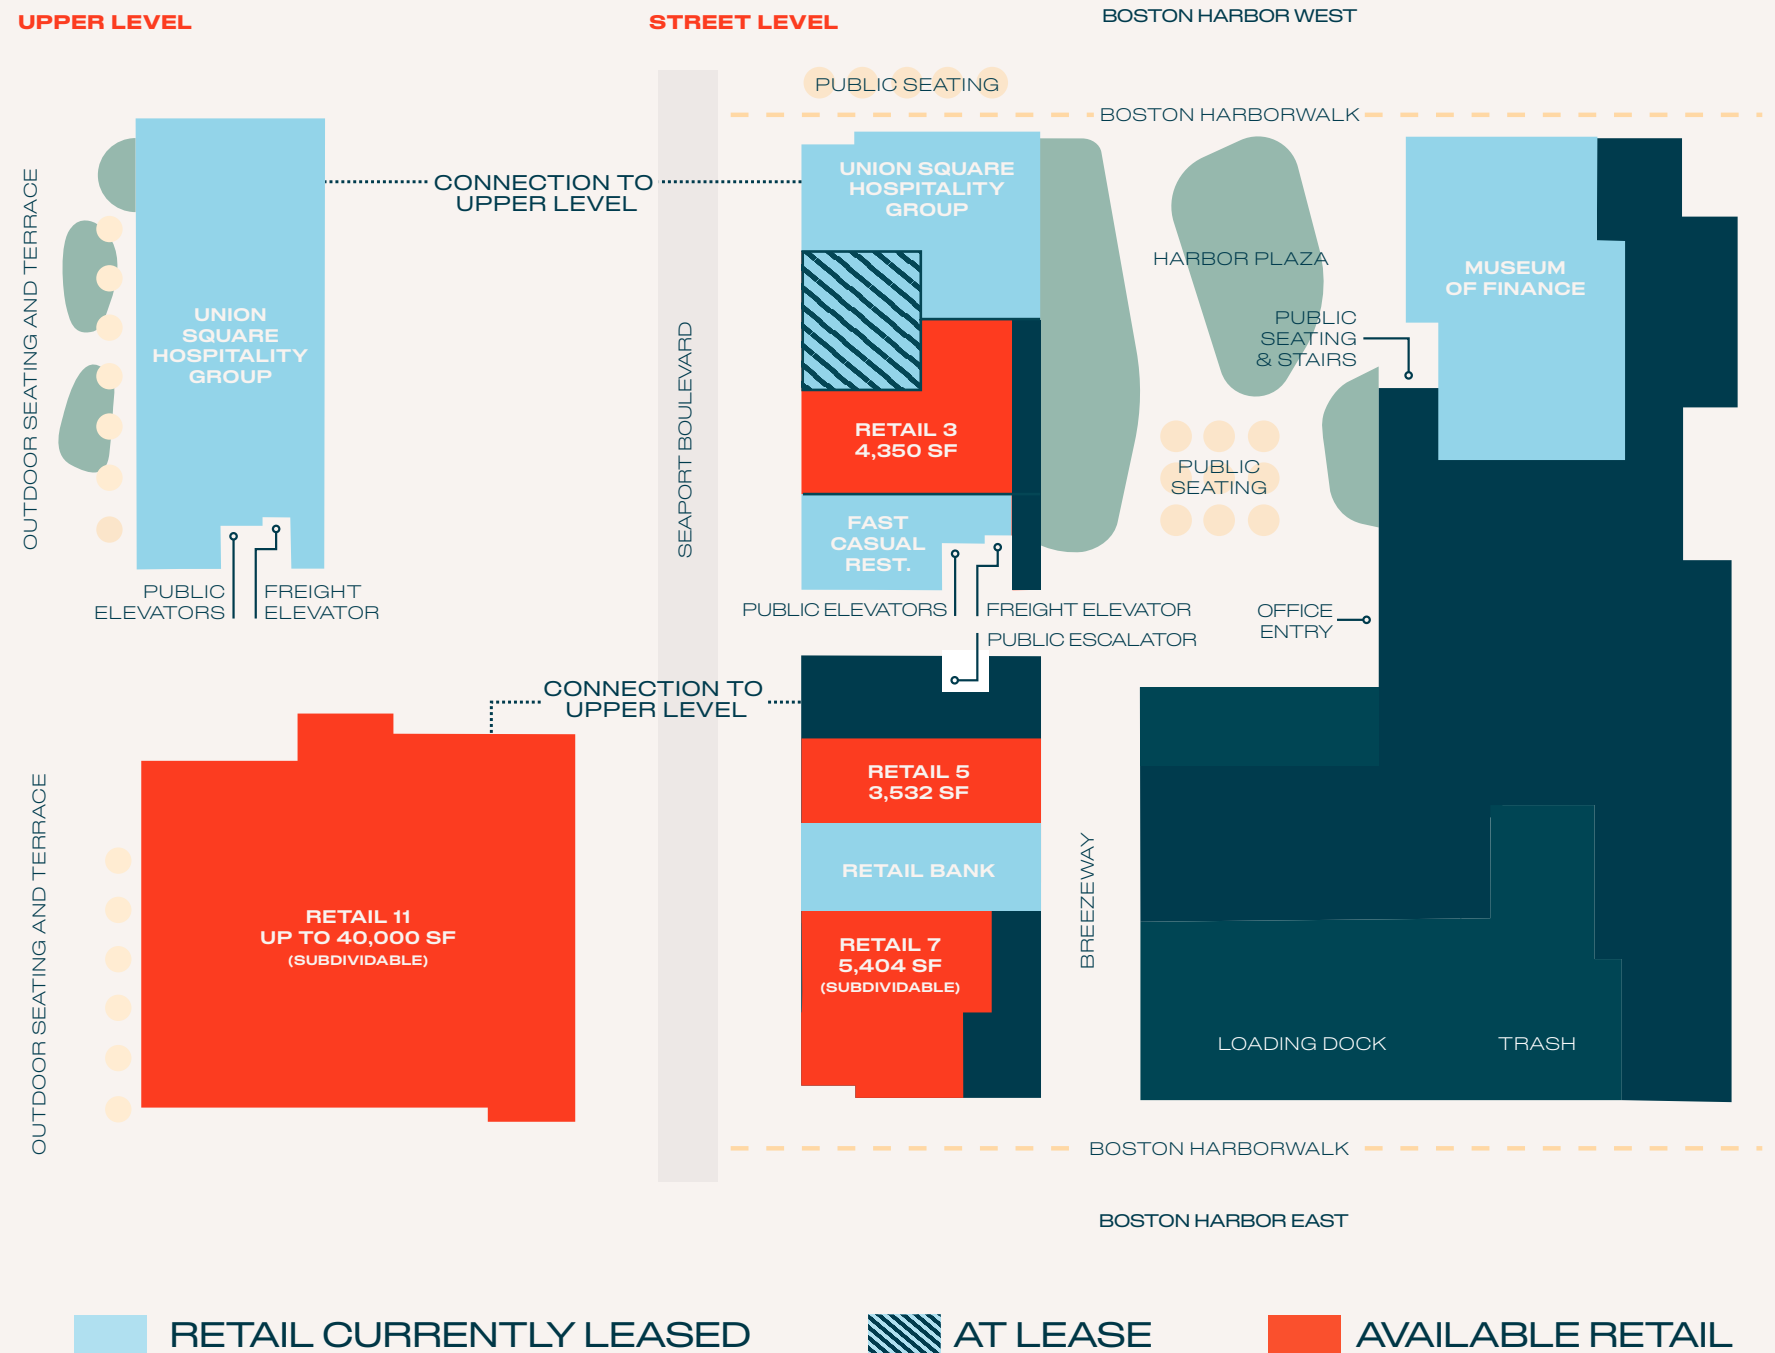 UPPER LEVEL
STREET LEVEL
BOSTON HARBOR WEST
PUBLIC SEATING
BOSTON HARBORWALK
OUTDOOR SEATING AND TERRACE
UNION
SQUARE
HOSPITALITY
GROUP
CONNECTION TO
UPPER LEVEL
UNION SQUARE
HOSPITALITY
GROUP
HARBOR PLAZA
MUSEUM
OF FINANCE
PUBLIC
SEATING
& STAIRS
SEAPORT BOULEVARD
RETAIL 3
4,350 SF
PUBLIC
SEATING
FAST
CASUAL
REST.
PUBLIC
ELEVATORS
FREIGHT
ELEVATOR
PUBLIC ELEVATORS
FREIGHT ELEVATOR
PUBLIC ESCALATOR
OFFICE
ENTRY
CONNECTION TO
UPPER LEVEL
OUTDOOR SEATING AND TERRACE
RETAIL 11
UP TO 40,000 SF
(SUBDIVIDABLE)
RETAIL 5
3,532 SF
RETAIL BANK
RETAIL 7
5,404 SF
(SUBDIVIDABLE)
BREEZEWAY
LOADING DOCK
TRASH
BOSTON HARBORWALK
BOSTON HARBOR EAST
RETAIL CURRENTLY LEASED
AT LEASE
AVAILABLE RETAIL